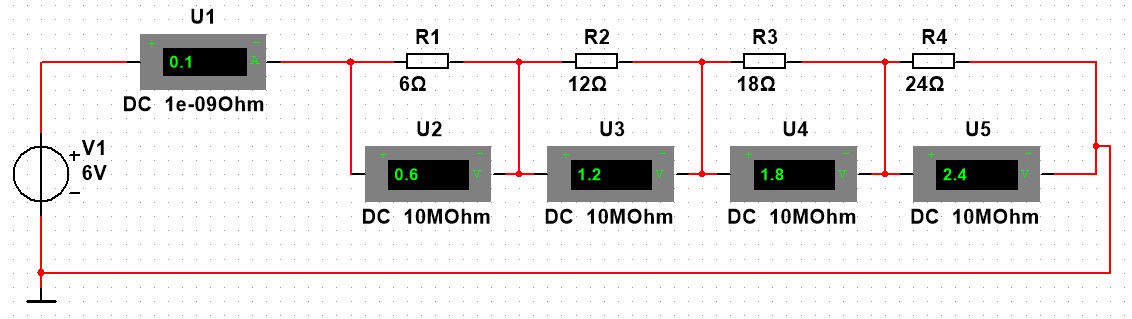 U1
0.1 A
DC 1e-09Ohm
R1
6Ω
R2
12Ω
R3
18Ω
R4
24Ω
V1
6V
U2
0.6 V
DC 10MOhm
U3
1.2 V
DC 10MOhm
U4
1.8 V
DC 10MOhm
U5
2.4 V
DC 10MOhm